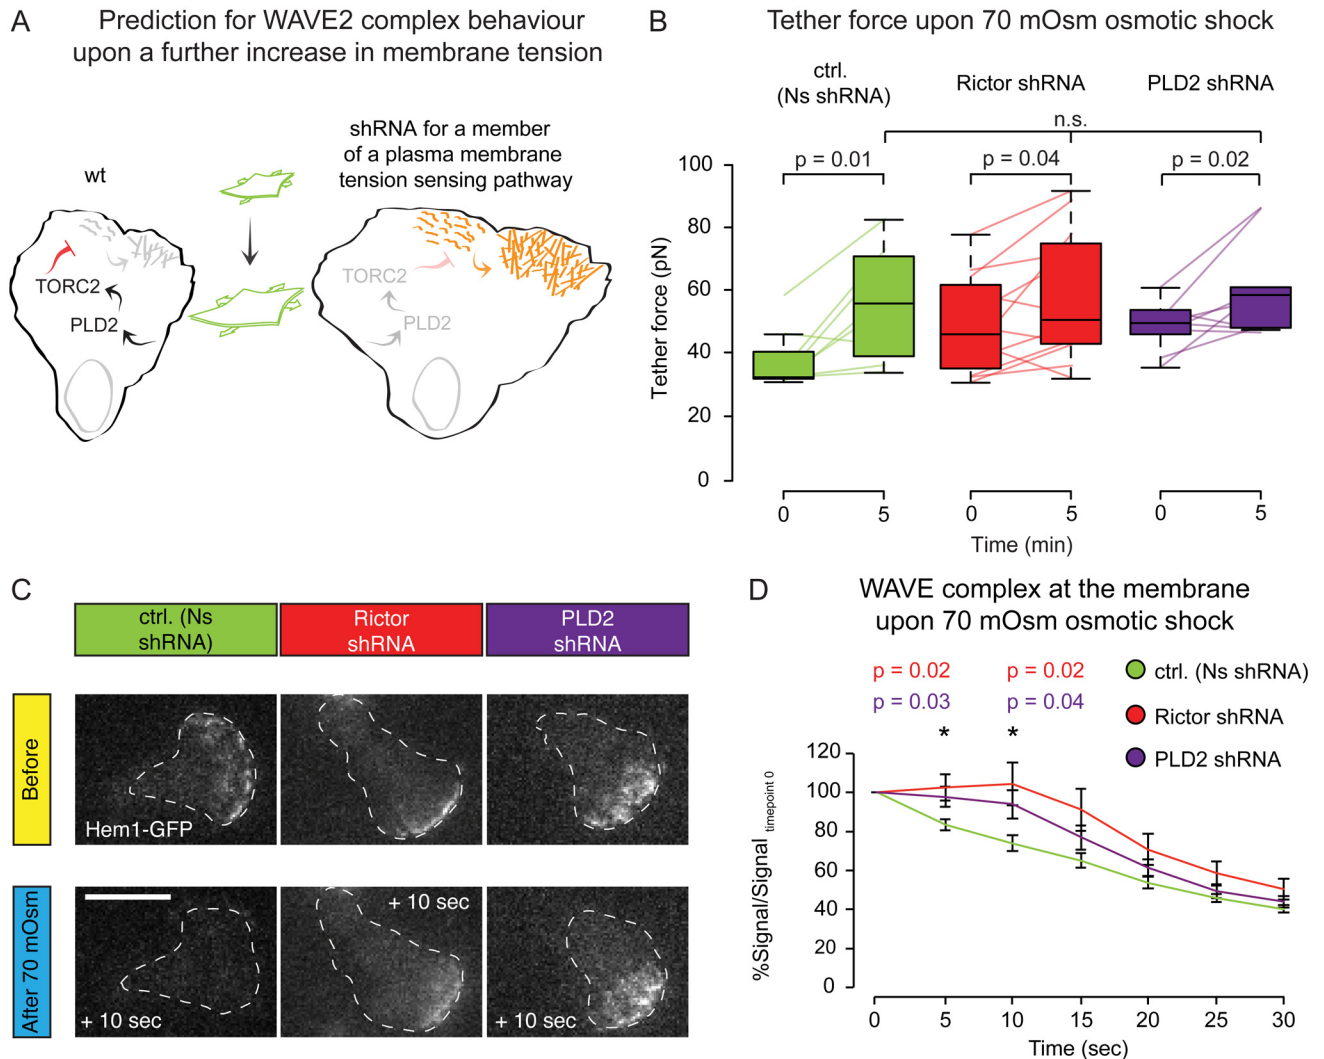 A
Prediction for WAVE2 complex behaviour
upon a further increase in membrane tension
wt
shRNA for a member
of a plasma membrane
tension sensing pathway
TORC2
PLD2
TORC2
PLD2
B
Tether force upon 70 mOsm osmotic shock
ctrl.
(Ns shRNA)
Rictor shRNA
PLD2 shRNA
n.s.
p = 0.01
p = 0.04
p = 0.02
Tether force (pN)
100
80
60
40
20
0
0
5
0
5
0
5
Time (min)
C
ctrl. (Ns
shRNA)
Rictor
shRNA
PLD2
shRNA
Before
Hem1-GFP
After 70 mOsm
+ 10 sec
+ 10 sec
+ 10 sec
D
WAVE complex at the membrane
upon 70 mOsm osmotic shock
p = 0.02
p = 0.02
p = 0.03
p = 0.04
* *
ctrl. (Ns shRNA)
Rictor shRNA
PLD2 shRNA
%Signal/Signal timepoint 0
120
100
80
60
40
20
0
0 5 10 15 20 25 30
Time (sec)